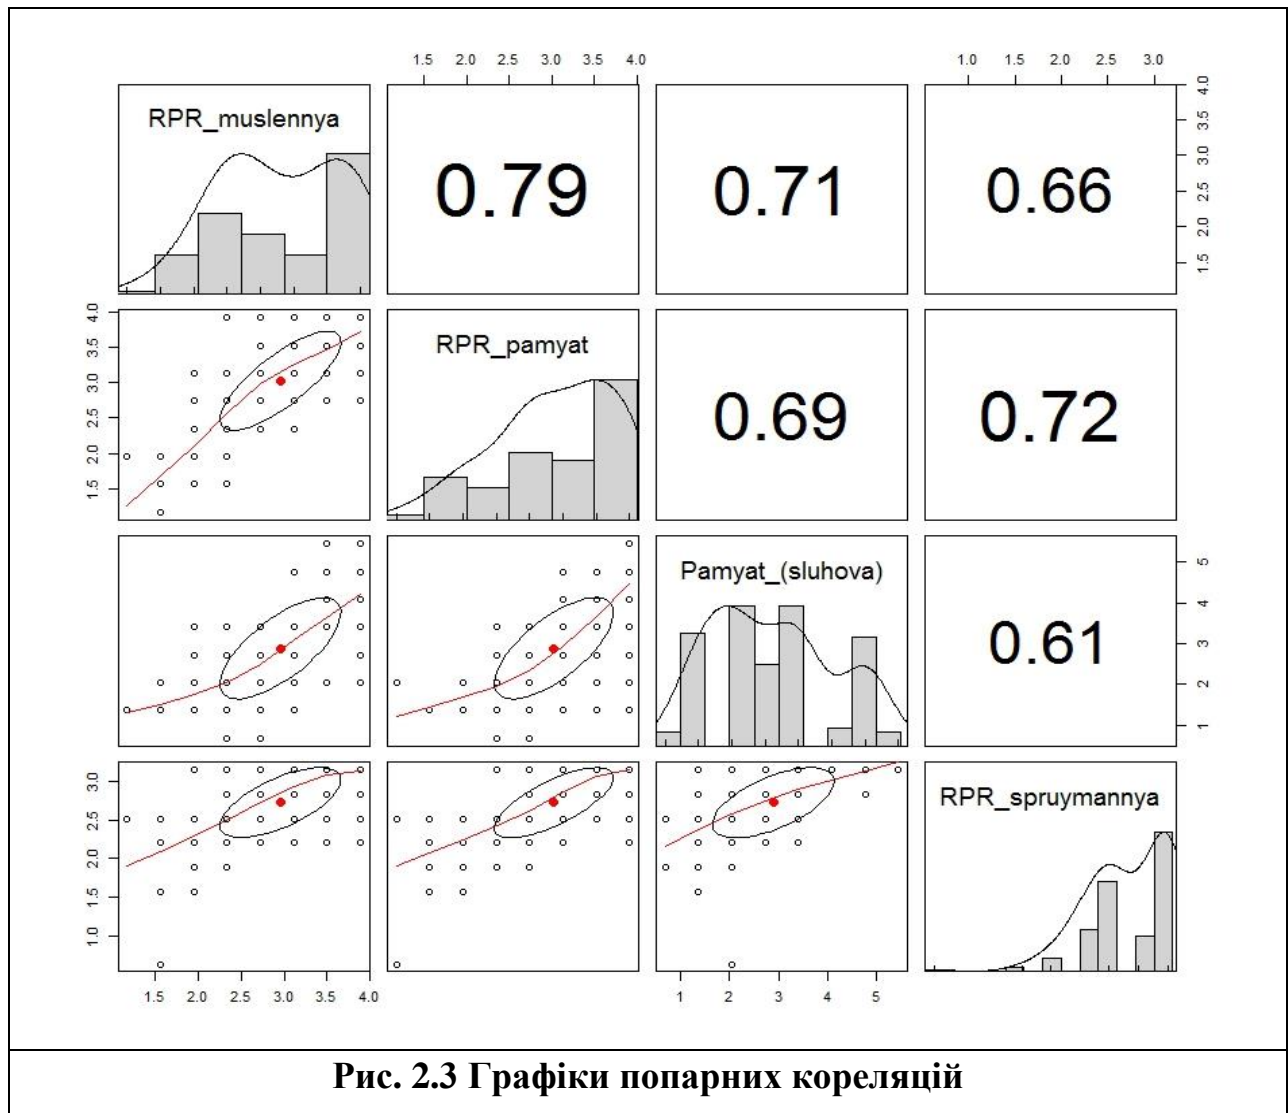 1.5 2.0 2.5 3.0 3.5 4.0 1.0 1.5 2.0 2.5 3.0
RPR_muslennya
0.79 0.71 0.66
1.5 2.0 2.5 3.0 3.5 4.0
1.5 2.0 2.5 3.0 3.5 4.0
RPR_pamyat
0.69 0.72
Pamyat_(sluhova)
0.61
1 2 3 4 5
1.0 1.5 2.0 2.5 3.0
RPR_spruymannya
1.5 2.0 2.5 3.0 3.5 4.0 1 2 3 4 5
Рис. 2.3 Графіки попарних кореляцій